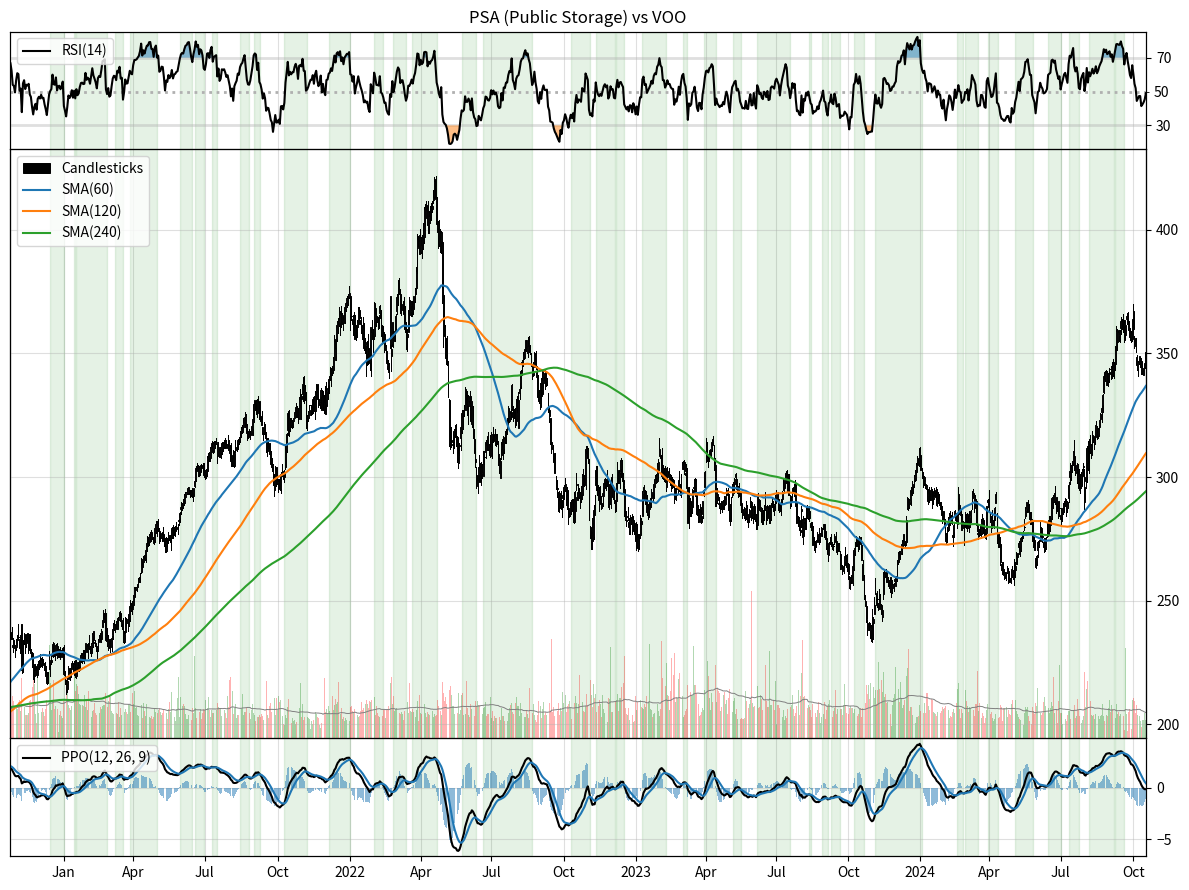 PSA (Public Storage) vs VOO
RSI(14)
70
50
30
Candlesticks
SMA(60)
SMA(120)
SMA(240)
400
350
300
250
200
PPO(12, 26, 9)
0
−5
Jan Apr Jul Oct 2022 Apr Jul Oct 2023 Apr Jul Oct 2024 Apr Jul Oct